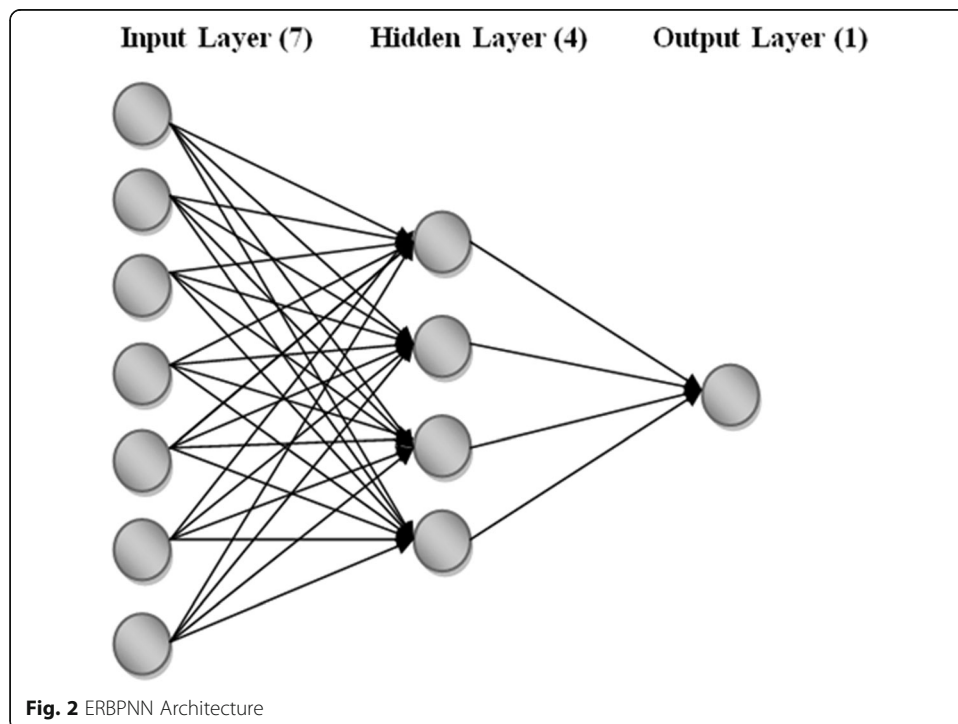 Input Layer (7) Hidden Layer (4) Output Layer (1)
Fig. 2 ERBPNN Architecture